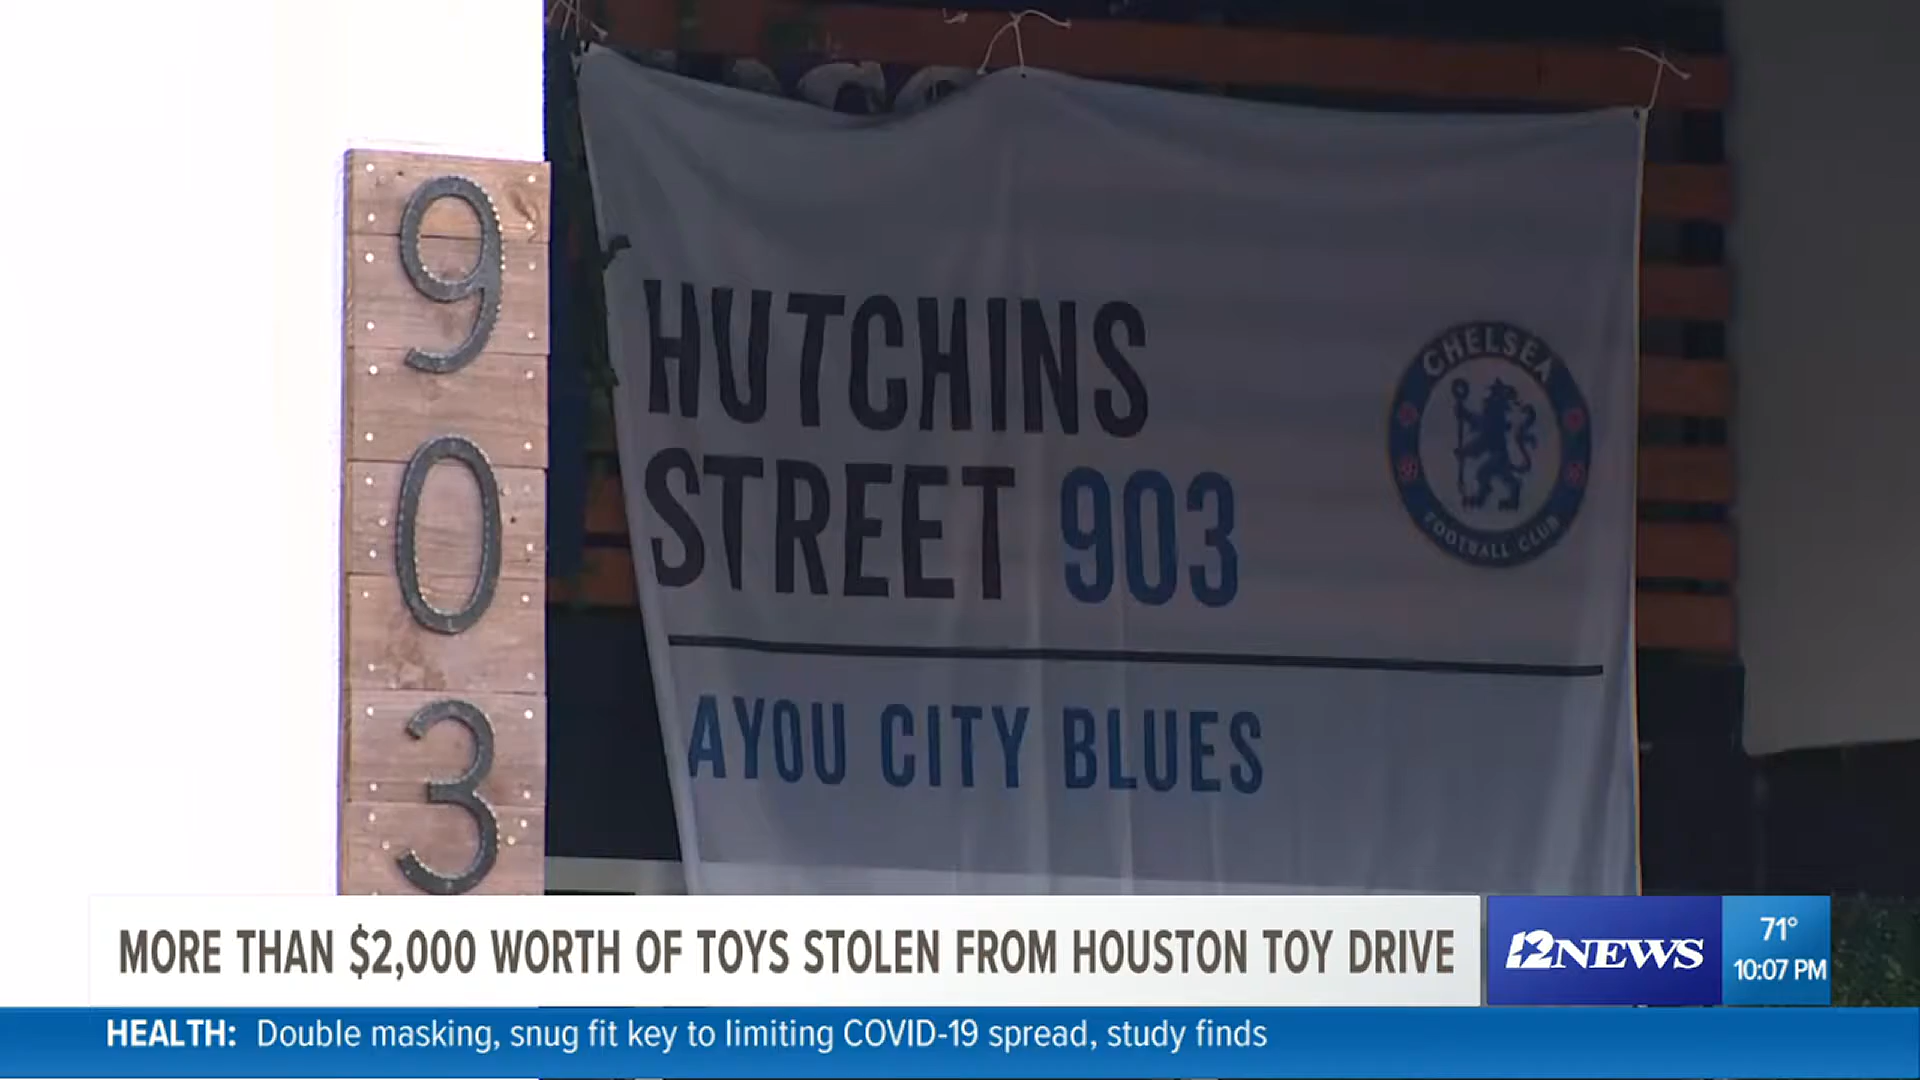 903
HUTCHINS
STREET 903
AYOU CITY BLUES
CHELSEA
FOOTBALL CLUB
MORE THAN $2,000 WORTH OF TOYS STOLEN FROM HOUSTON TOY DRIVE
12NEWS
71°
10:07 PM
HEALTH: Double masking, snug fit key to limiting COVID-19 spread, study finds